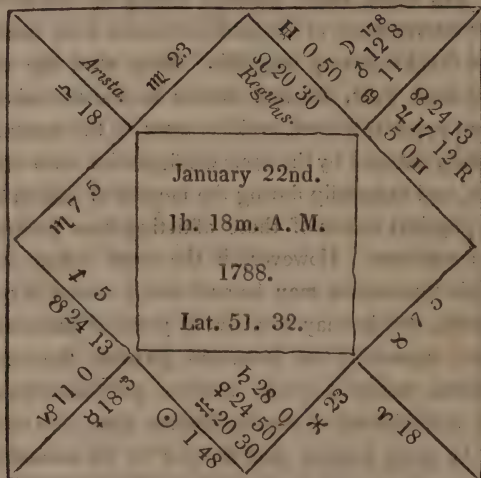 Arista.
♎ 18
♍ 23
♌ 20 30
Regulus.
♅ 0 50
☽ 17 8
♂ 12 8
♋ 11
☊ 24 13
♃ 17 12 R
5 0 ♊
January 22nd.
1h. 18m. A. M.
1788.
Lat. 51. 32.
♏ 7 5
♐ 5
☋ 24 13
♑ 11 0
☿ 18 3
☉ 1 48
♄ 28 0
♀ 24 50
♒ 20 30
♓ 23
♈ 18
♉ 7 5